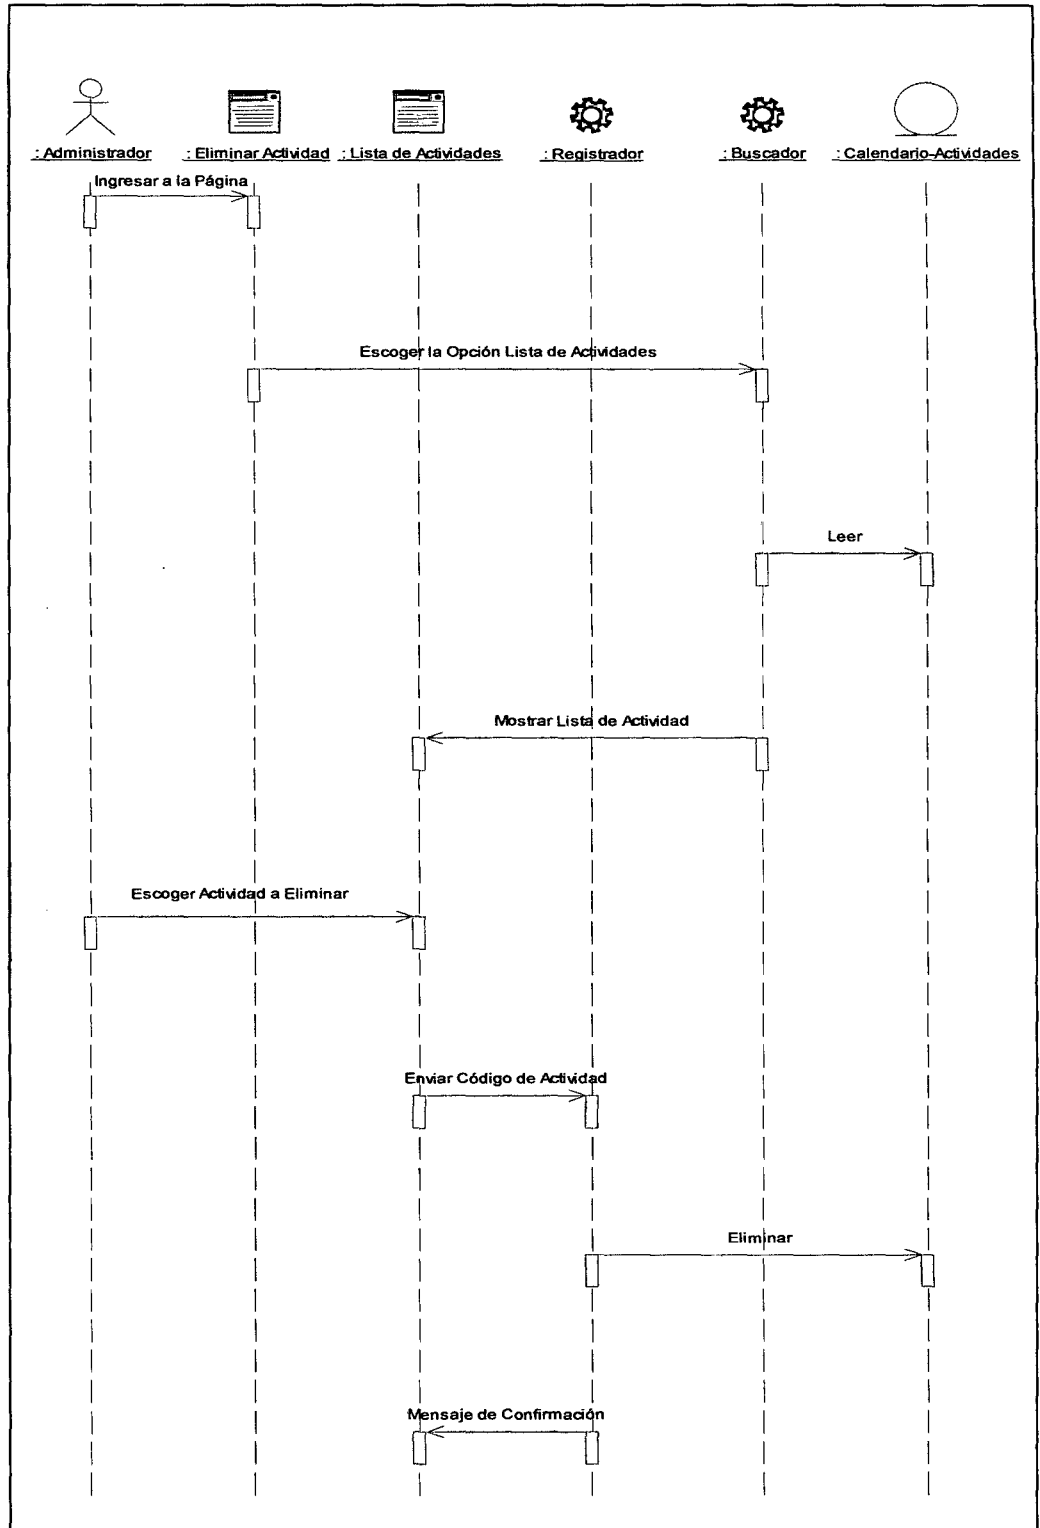 : Administrador
: Eliminar Actividad
: Lista de Actividades
: Registrador
: Buscador
: Calendario-Actividades
Ingresar a la Página
Escoger la Opción Lista de Actividades
Leer
Mostrar Lista de Actividad
Escoger Actividad a Eliminar
Enviar Código de Actividad
Eliminar
Mensaje de Confirmación